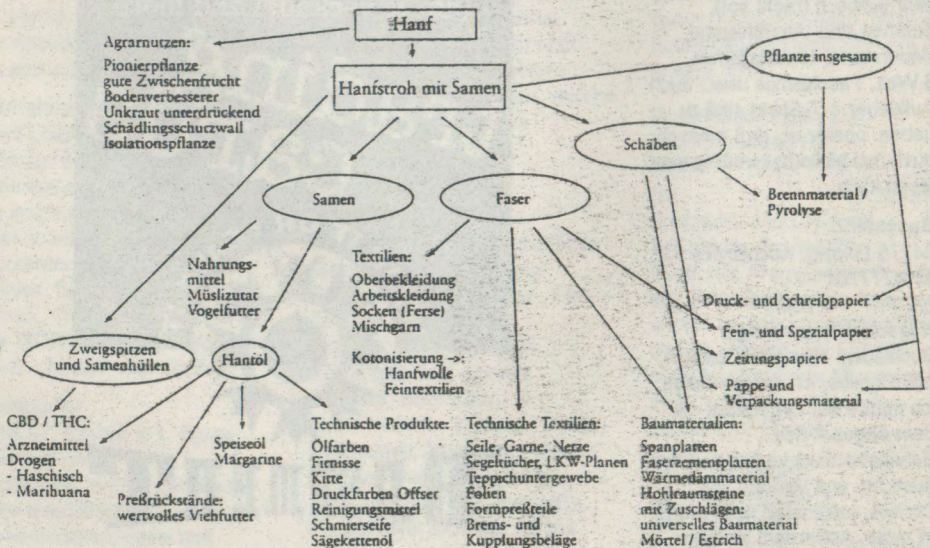 Hanf
Agrarnutzen:
Pionierpflanze
gute Zwischenfrucht
Bodenverbesserer
Unkraut unterdrückend
Schädlingsschutzwall
Isolationspflanze
Hanfstroh mit Samen
Pflanze insgesamt
Schäben
Samen
Faser
Brennmaterial /
Pyrolyse
Nahrungs-
mittel
Müslizutat
Vogelfutter
Textilien:
Oberbekleidung
Arbeitskleidung
Socken (Ferse)
Mischgarn
Kotonisierung ->:
Hanfwolle
Feintextilien
Druck- und Schreibpapier
Fein- und Spezialpapier
Zeitungspapiere
Pappe und
Verpackungsmaterial
Zweigspitzen
und Samenhüllen
Hanföl
CBD / THC:
Arzneimittel
Drogen
- Haschisch
- Marihuana
Speiseöl
Margarine
Preßrückstände:
wertvolles Viehfutter
Technische Produkte:
Ölfarben
Firnisse
Kitte
Druckfarben Offset
Reinigungsmittel
Schmierseife
Sägekettenöl
Technische Textilien:
Seile, Garne, Netze
Segeltücher, LKW-Planen
Teppichuntergewebe
Folien
Formpreßteile
Brems- und
Kupplungsbeläge
Baumaterialien:
Spanplatten
Faserzementplatten
Wärmedämmaterial
Hohlraumsteine
mit Zuschlägen:
universelles Baumaterial
Mörtel / Estrich